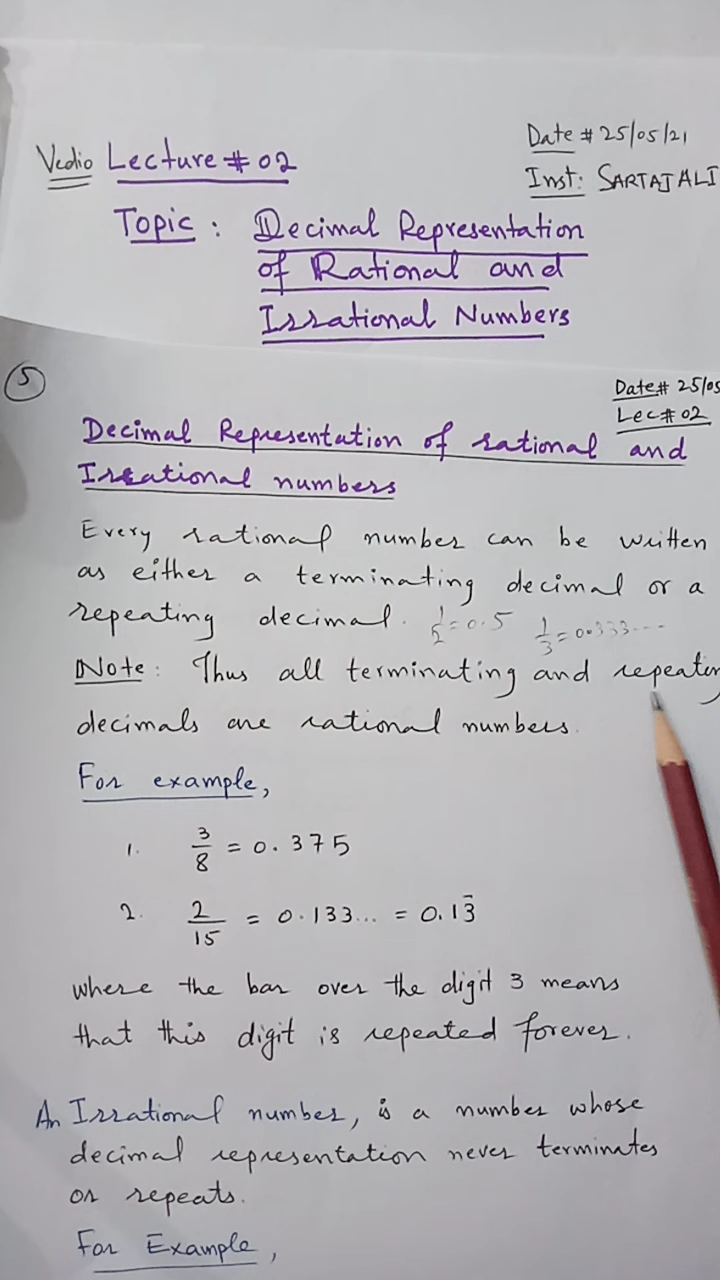 Vedio Lecture # 02
Date # 25/05/21
Inst: SARTAJ ALI
Topic: Decimal Representation
of Rational and
Irrational Numbers
5
Date# 25/05
Lec# 02
Decimal Representation of rational and
Irrational numbers
Every rational number can be written
as either a terminating decimal or a
repeating decimal. 1/2 = 0.5 1/3 = 0.333...
Note: Thus all terminating and repeating
decimals are rational numbers.
For example,
1. 3/8 = 0.375
2. 2/15 = 0.133... = 0.13̄
where the bar over the digit 3 means
that this digit is repeated forever.
An Irrational number, is a number whose
decimal representation never terminates
or repeats.
For Example,